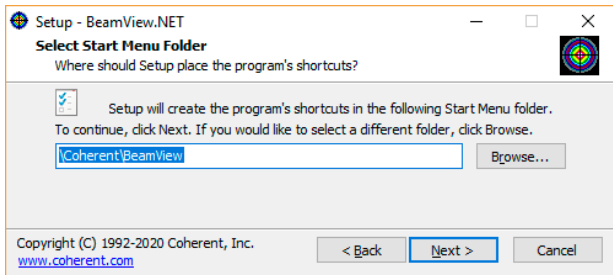 Setup - BeamView.NET
Select Start Menu Folder
Where should Setup place the program's shortcuts?
Setup will create the program's shortcuts in the following Start Menu folder.
To continue, click Next. If you would like to select a different folder, click Browse.
\Coherent\BeamView
Browse...
Copyright (C) 1992-2020 Coherent, Inc.
www.coherent.com
< Back
Next >
Cancel